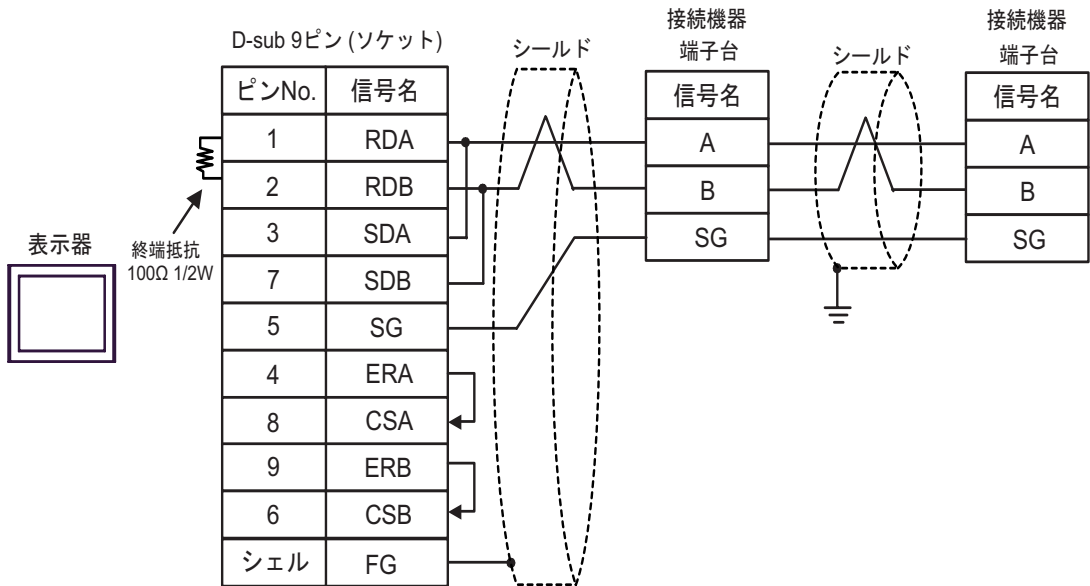 D-sub 9ピン (ソケット)
ピンNo. 信号名
1 RDA
2 RDB
3 SDA
7 SDB
5 SG
4 ERA
8 CSA
9 ERB
6 CSB
シェル FG
終端抵抗
100Ω 1/2W
表示器
シールド
接続機器
端子台
信号名
A
B
SG
シールド
接続機器
端子台
信号名
A
B
SG